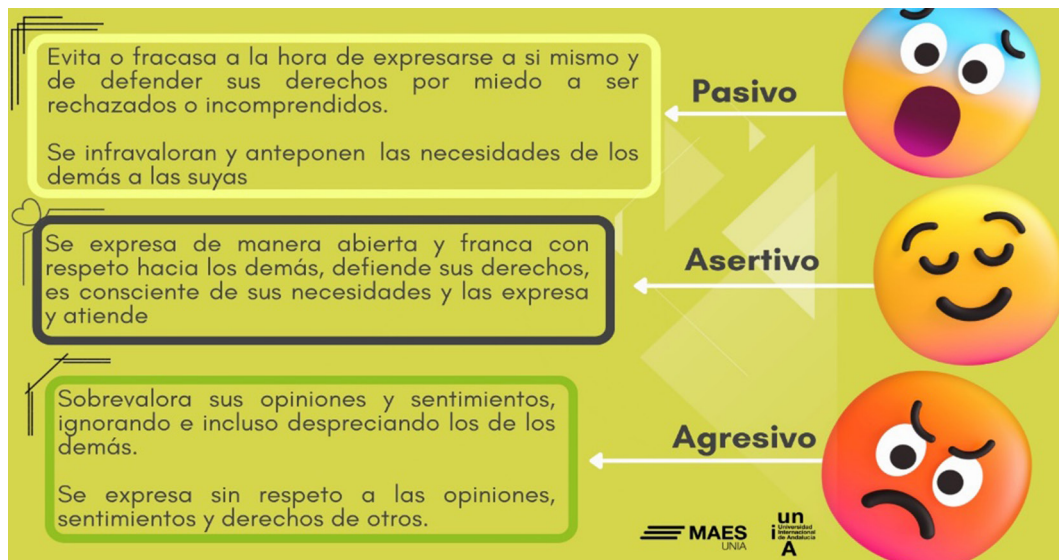 Evita o fracasa a la hora de expresarse a si mismo y
de defender sus derechos por miedo a ser
rechazados o incomprendidos.
Se infravaloran y anteponen las necesidades de los
demás a las suyas
Pasivo
Se expresa de manera abierta y franca con
respeto hacia los demás, defiende sus derechos,
es consciente de sus necesidades y las expresa
y atiende
Asertivo
Sobrevalora sus opiniones y sentimientos,
ignorando e incluso despreciando los de los
demás.
Se expresa sin respeto a las opiniones,
sentimientos y derechos de otros.
Agresivo
MAES
UNIA
un
i Universidad
Internacional
de Andalucía
A